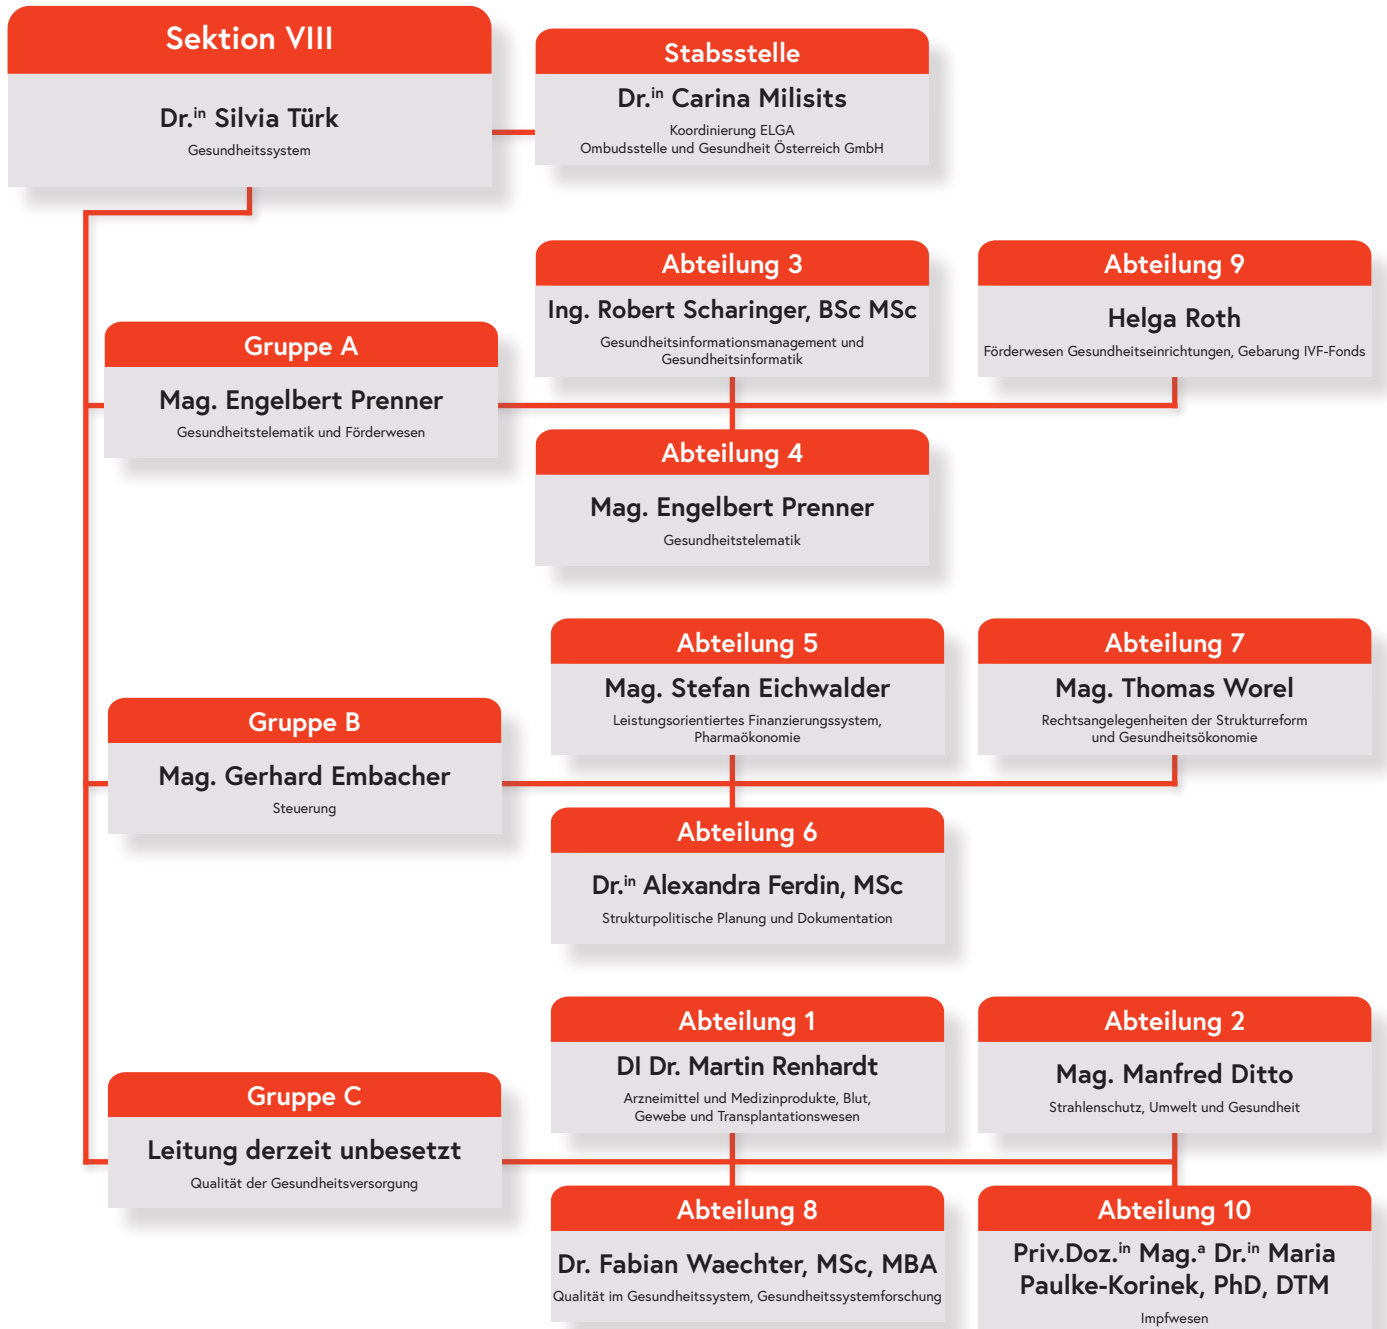 Sektion VIII
Dr.in Silvia Türk
Gesundheitssystem
Stabsstelle
Dr.in Carina Milisits
Koordinierung ELGA
Ombudsstelle und Gesundheit Österreich GmbH
Gruppe A
Mag. Engelbert Prenner
Gesundheitstelematik und Förderwesen
Abteilung 3
Ing. Robert Scharinger, BSc MSc
Gesundheitsinformationsmanagement und
Gesundheitsinformatik
Abteilung 9
Helga Roth
Förderwesen Gesundheitseinrichtungen, Gebarung IVF-Fonds
Abteilung 4
Mag. Engelbert Prenner
Gesundheitstelematik
Gruppe B
Mag. Gerhard Embacher
Steuerung
Abteilung 5
Mag. Stefan Eichwalder
Leistungsorientiertes Finanzierungssystem,
Pharmaökonomie
Abteilung 7
Mag. Thomas Worel
Rechtsangelegenheiten der Strukturreform
und Gesundheitsökonomie
Abteilung 6
Dr.in Alexandra Ferdin, MSc
Strukturpolitische Planung und Dokumentation
Gruppe C
Leitung derzeit unbesetzt
Qualität der Gesundheitsversorgung
Abteilung 1
DI Dr. Martin Renhardt
Arzneimittel und Medizinprodukte, Blut,
Gewebe und Transplantationswesen
Abteilung 2
Mag. Manfred Ditto
Strahlenschutz, Umwelt und Gesundheit
Abteilung 8
Dr. Fabian Waechter, MSc, MBA
Qualität im Gesundheitssystem, Gesundheitssystemforschung
Abteilung 10
Priv.Doz.in Mag.a Dr.in Maria
Paulke-Korinek, PhD, DTM
Impfwesen